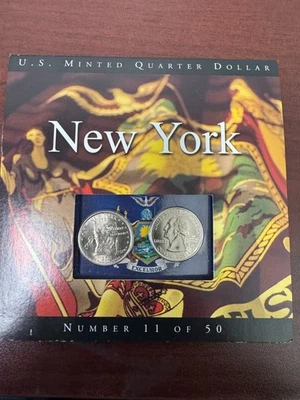 U.S. MINTED QUARTER DOLLAR
New York
EXCELSIOR
NUMBER 11 OF 50